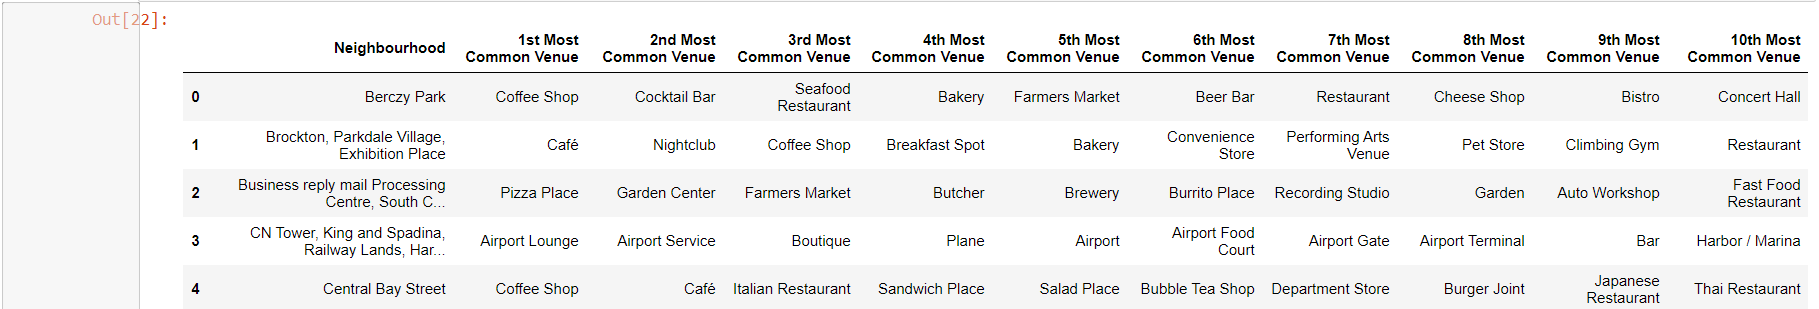 Out[22]:
Neighbourhood 1st Most Common Venue 2nd Most Common Venue 3rd Most Common Venue 4th Most Common Venue 5th Most Common Venue 6th Most Common Venue 7th Most Common Venue 8th Most Common Venue 9th Most Common Venue 10th Most Common Venue
0 Berczy Park Coffee Shop Cocktail Bar Seafood Restaurant Bakery Farmers Market Beer Bar Restaurant Cheese Shop Bistro Concert Hall
1 Brockton, Parkdale Village, Exhibition Place Café Nightclub Coffee Shop Breakfast Spot Bakery Convenience Store Performing Arts Venue Pet Store Climbing Gym Restaurant
2 Business reply mail Processing Centre, South C... Pizza Place Garden Center Farmers Market Butcher Brewery Burrito Place Recording Studio Garden Auto Workshop Fast Food Restaurant
3 CN Tower, King and Spadina, Railway Lands, Har... Airport Lounge Airport Service Boutique Plane Airport Airport Food Court Airport Gate Airport Terminal Bar Harbor / Marina
4 Central Bay Street Coffee Shop Café Italian Restaurant Sandwich Place Salad Place Bubble Tea Shop Department Store Burger Joint Japanese Restaurant Thai Restaurant